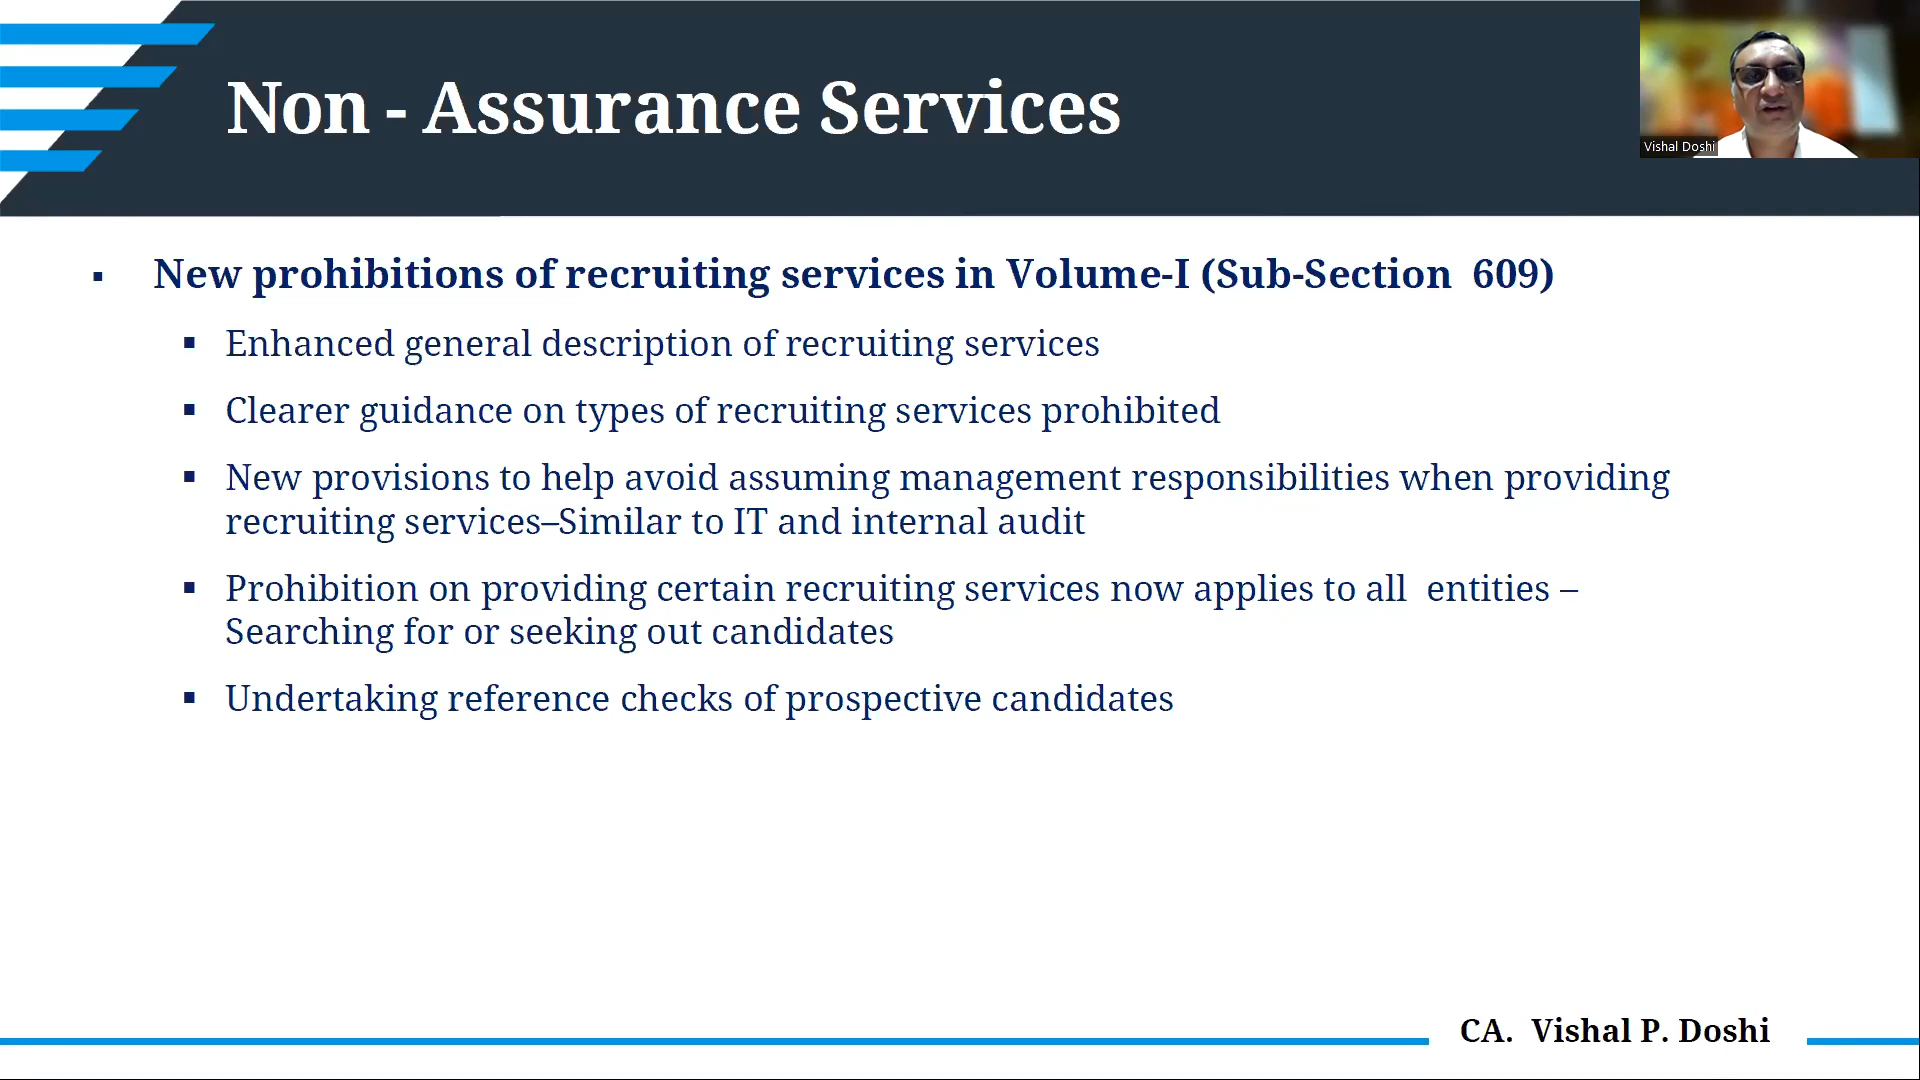 Non - Assurance Services
Vishal Doshi
▪ New prohibitions of recruiting services in Volume-I (Sub-Section 609)
▪ Enhanced general description of recruiting services
▪ Clearer guidance on types of recruiting services prohibited
▪ New provisions to help avoid assuming management responsibilities when providing
recruiting services–Similar to IT and internal audit
▪ Prohibition on providing certain recruiting services now applies to all entities –
Searching for or seeking out candidates
▪ Undertaking reference checks of prospective candidates
CA. Vishal P. Doshi